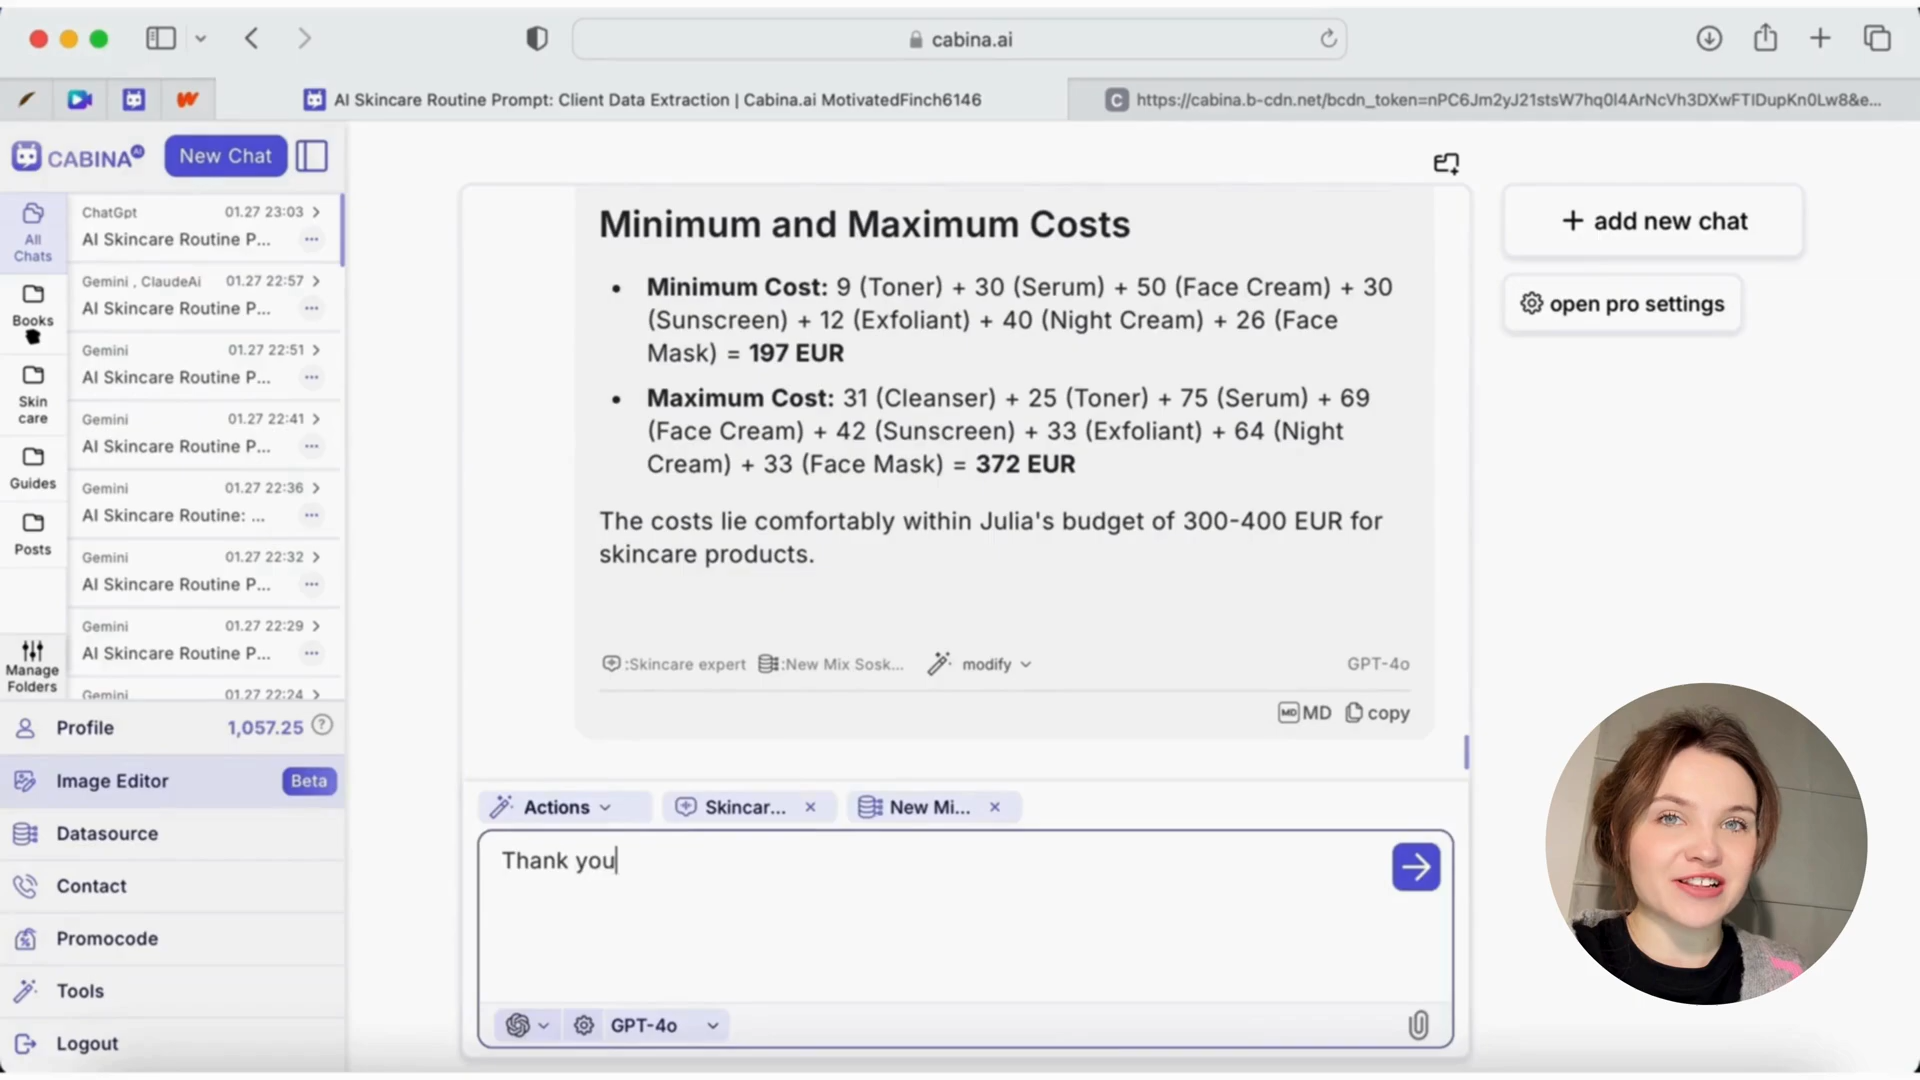 cabina.ai
AI Skincare Routine Prompt: Client Data Extraction | Cabina.ai MotivatedFinch6146
https://cabina.b-cdn.net/bcdn_token=nPC6Jm2yJ21stsW7hq0l4ArNcVh3DXwFTlDupKn0Lw8&e...
CABINA AI
New Chat
All
Chats
Books
Skin
care
Guides
Posts
Manage
Folders
ChatGpt 01.27 23:03
AI Skincare Routine P...
Gemini , ClaudeAi 01.27 22:57
AI Skincare Routine P...
Gemini 01.27 22:51
AI Skincare Routine P...
Gemini 01.27 22:41
AI Skincare Routine P...
Gemini 01.27 22:36
AI Skincare Routine: ...
Gemini 01.27 22:32
AI Skincare Routine P...
Gemini 01.27 22:29
AI Skincare Routine P...
Gemini 01.27 22:24
Profile 1,057.25 ?
Image Editor Beta
Datasource
Contact
Promocode
Tools
Logout
Minimum and Maximum Costs
• Minimum Cost: 9 (Toner) + 30 (Serum) + 50 (Face Cream) + 30
(Sunscreen) + 12 (Exfoliant) + 40 (Night Cream) + 26 (Face
Mask) = 197 EUR
• Maximum Cost: 31 (Cleanser) + 25 (Toner) + 75 (Serum) + 69
(Face Cream) + 42 (Sunscreen) + 33 (Exfoliant) + 64 (Night
Cream) + 33 (Face Mask) = 372 EUR
The costs lie comfortably within Julia's budget of 300-400 EUR for
skincare products.
:Skincare expert :New Mix Sosk... modify GPT-4o
MD MD copy
Actions Skincar... × New Mi... ×
Thank you
GPT-4o
+ add new chat
open pro settings